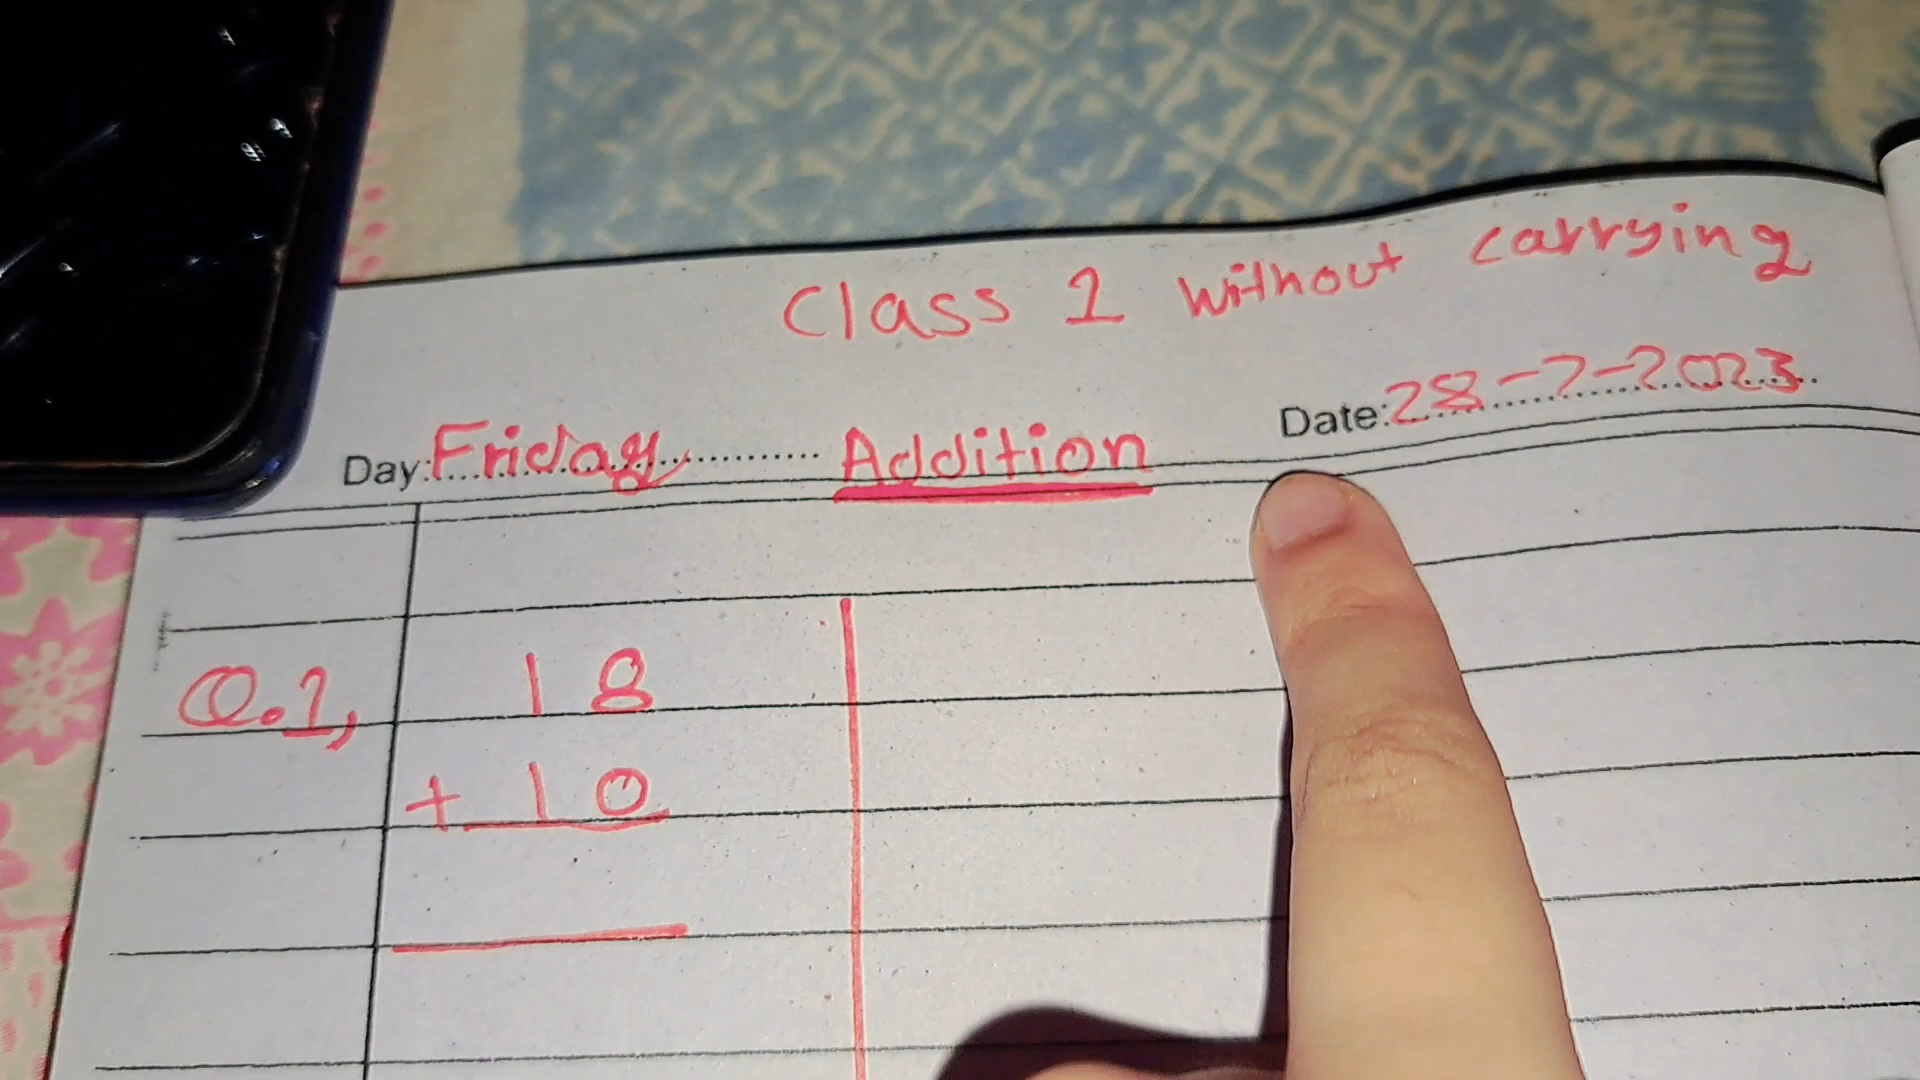 Class 1 without carrying
Day: Friday Addition Date: 28-7-2023
Q.1, 18
+ 10